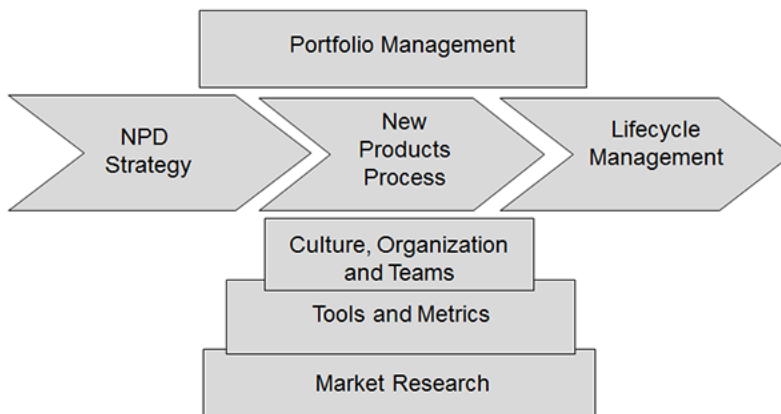 Portfolio Management
NPD
Strategy
New
Products
Process
Lifecycle
Management
Culture, Organization
and Teams
Tools and Metrics
Market Research